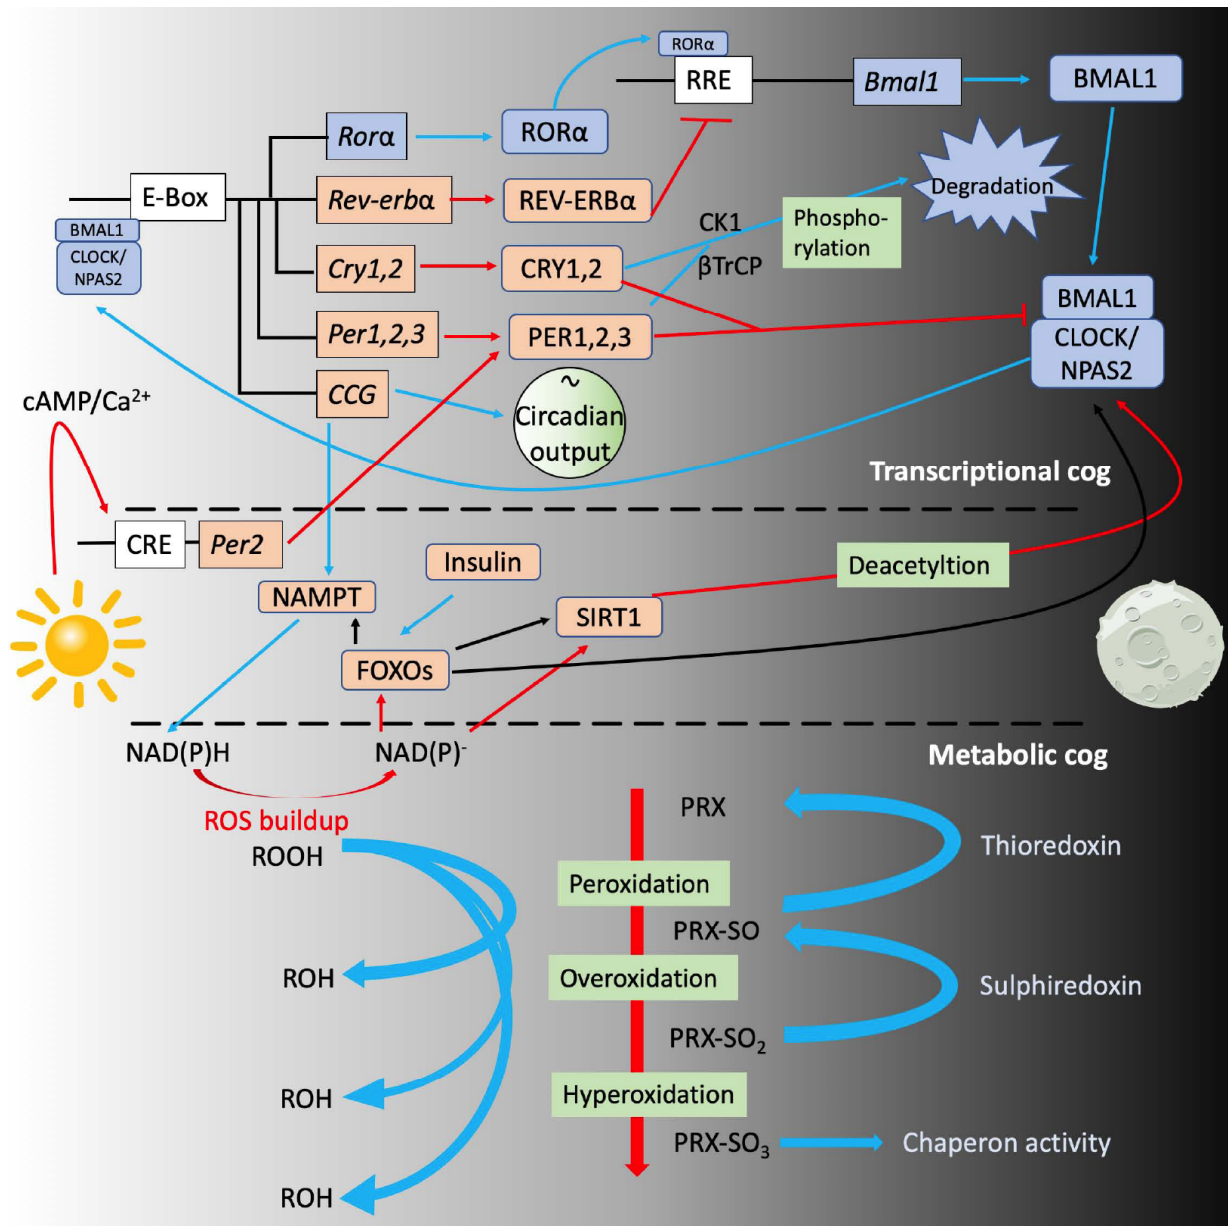 RORα
RRE
Bmal1
BMAL1
Rorα
RORα
Degradation
E-Box
Rev-erbα
REV-ERBα
CK1
Phospho-
rylation
BMAL1
CLOCK/
NPAS2
Cry1,2
CRY1,2
βTrCP
BMAL1
CLOCK/
NPAS2
Per1,2,3
PER1,2,3
CCG
~
Circadian
output
cAMP/Ca²⁺
Transcriptional cog
CRE
Per2
Insulin
Deacetyltion
NAMPT
SIRT1
FOXOs
NAD(P)H
NAD(P)⁻
Metabolic cog
ROS buildup
ROOH
PRX
Thioredoxin
Peroxidation
PRX-SO
ROH
Overoxidation
Sulphiredoxin
PRX-SO₂
ROH
Hyperoxidation
PRX-SO₃
Chaperon activity
ROH